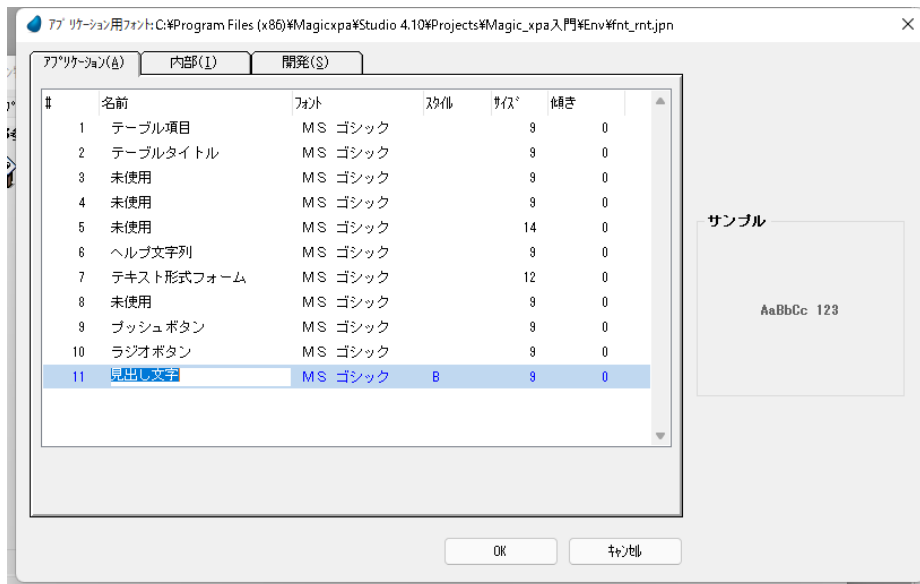 アプリケーション用フォント:C:¥Program Files (x86)¥Magicxpa¥Studio 4.10¥Projects¥Magic_xpa入門¥Env¥fnt_rnt.jpn
アプリケーション(A) 内部(I) 開発(S)
# 名前 フォント スタイル サイズ 傾き
1 テーブル項目 ＭＳ ゴシック 9 0
2 テーブルタイトル ＭＳ ゴシック 9 0
3 未使用 ＭＳ ゴシック 9 0
4 未使用 ＭＳ ゴシック 9 0
5 未使用 ＭＳ ゴシック 14 0
6 ヘルプ文字列 ＭＳ ゴシック 9 0
7 テキスト形式フォーム ＭＳ ゴシック 12 0
8 未使用 ＭＳ ゴシック 9 0
9 プッシュボタン ＭＳ ゴシック 9 0
10 ラジオボタン ＭＳ ゴシック 9 0
11 見出し文字 ＭＳ ゴシック B 9 0
サンプル
AaBbCc 123
OK キャンセル